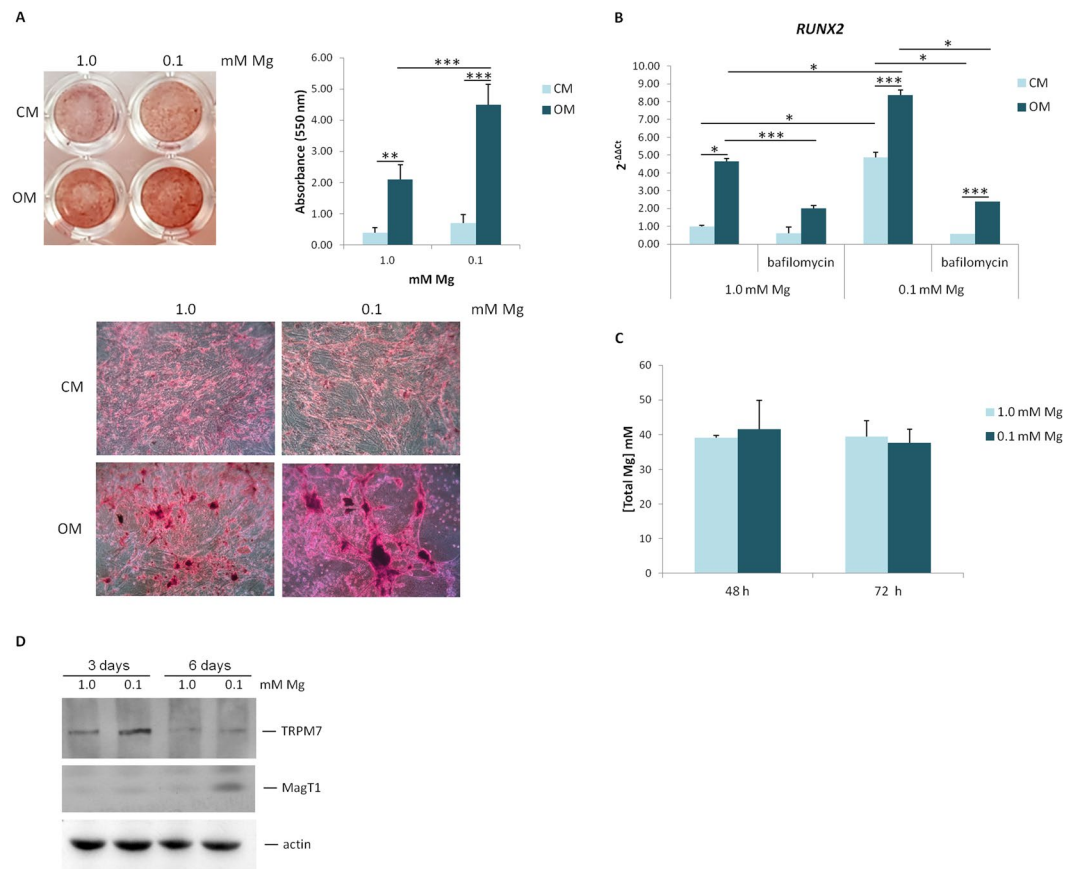 A
1.0 0.1 mM Mg
CM
OM
***
**
***
Absorbance (550 nm)
6.00
5.00
4.00
3.00
2.00
1.00
0.00
1.0 0.1
mM Mg
CM
OM
1.0 0.1 mM Mg
CM
OM
B
RUNX2
*
*
*
***
*
***
*
***
2-ΔΔCt
10.00
9.00
8.00
7.00
6.00
5.00
4.00
3.00
2.00
1.00
0.00
bafilomycin bafilomycin
1.0 mM Mg 0.1 mM Mg
CM
OM
C
[Total Mg] mM
60
50
40
30
20
10
0
48 h 72 h
1.0 mM Mg
0.1 mM Mg
D
3 days 6 days
1.0 0.1 1.0 0.1 mM Mg
TRPM7
MagT1
actin